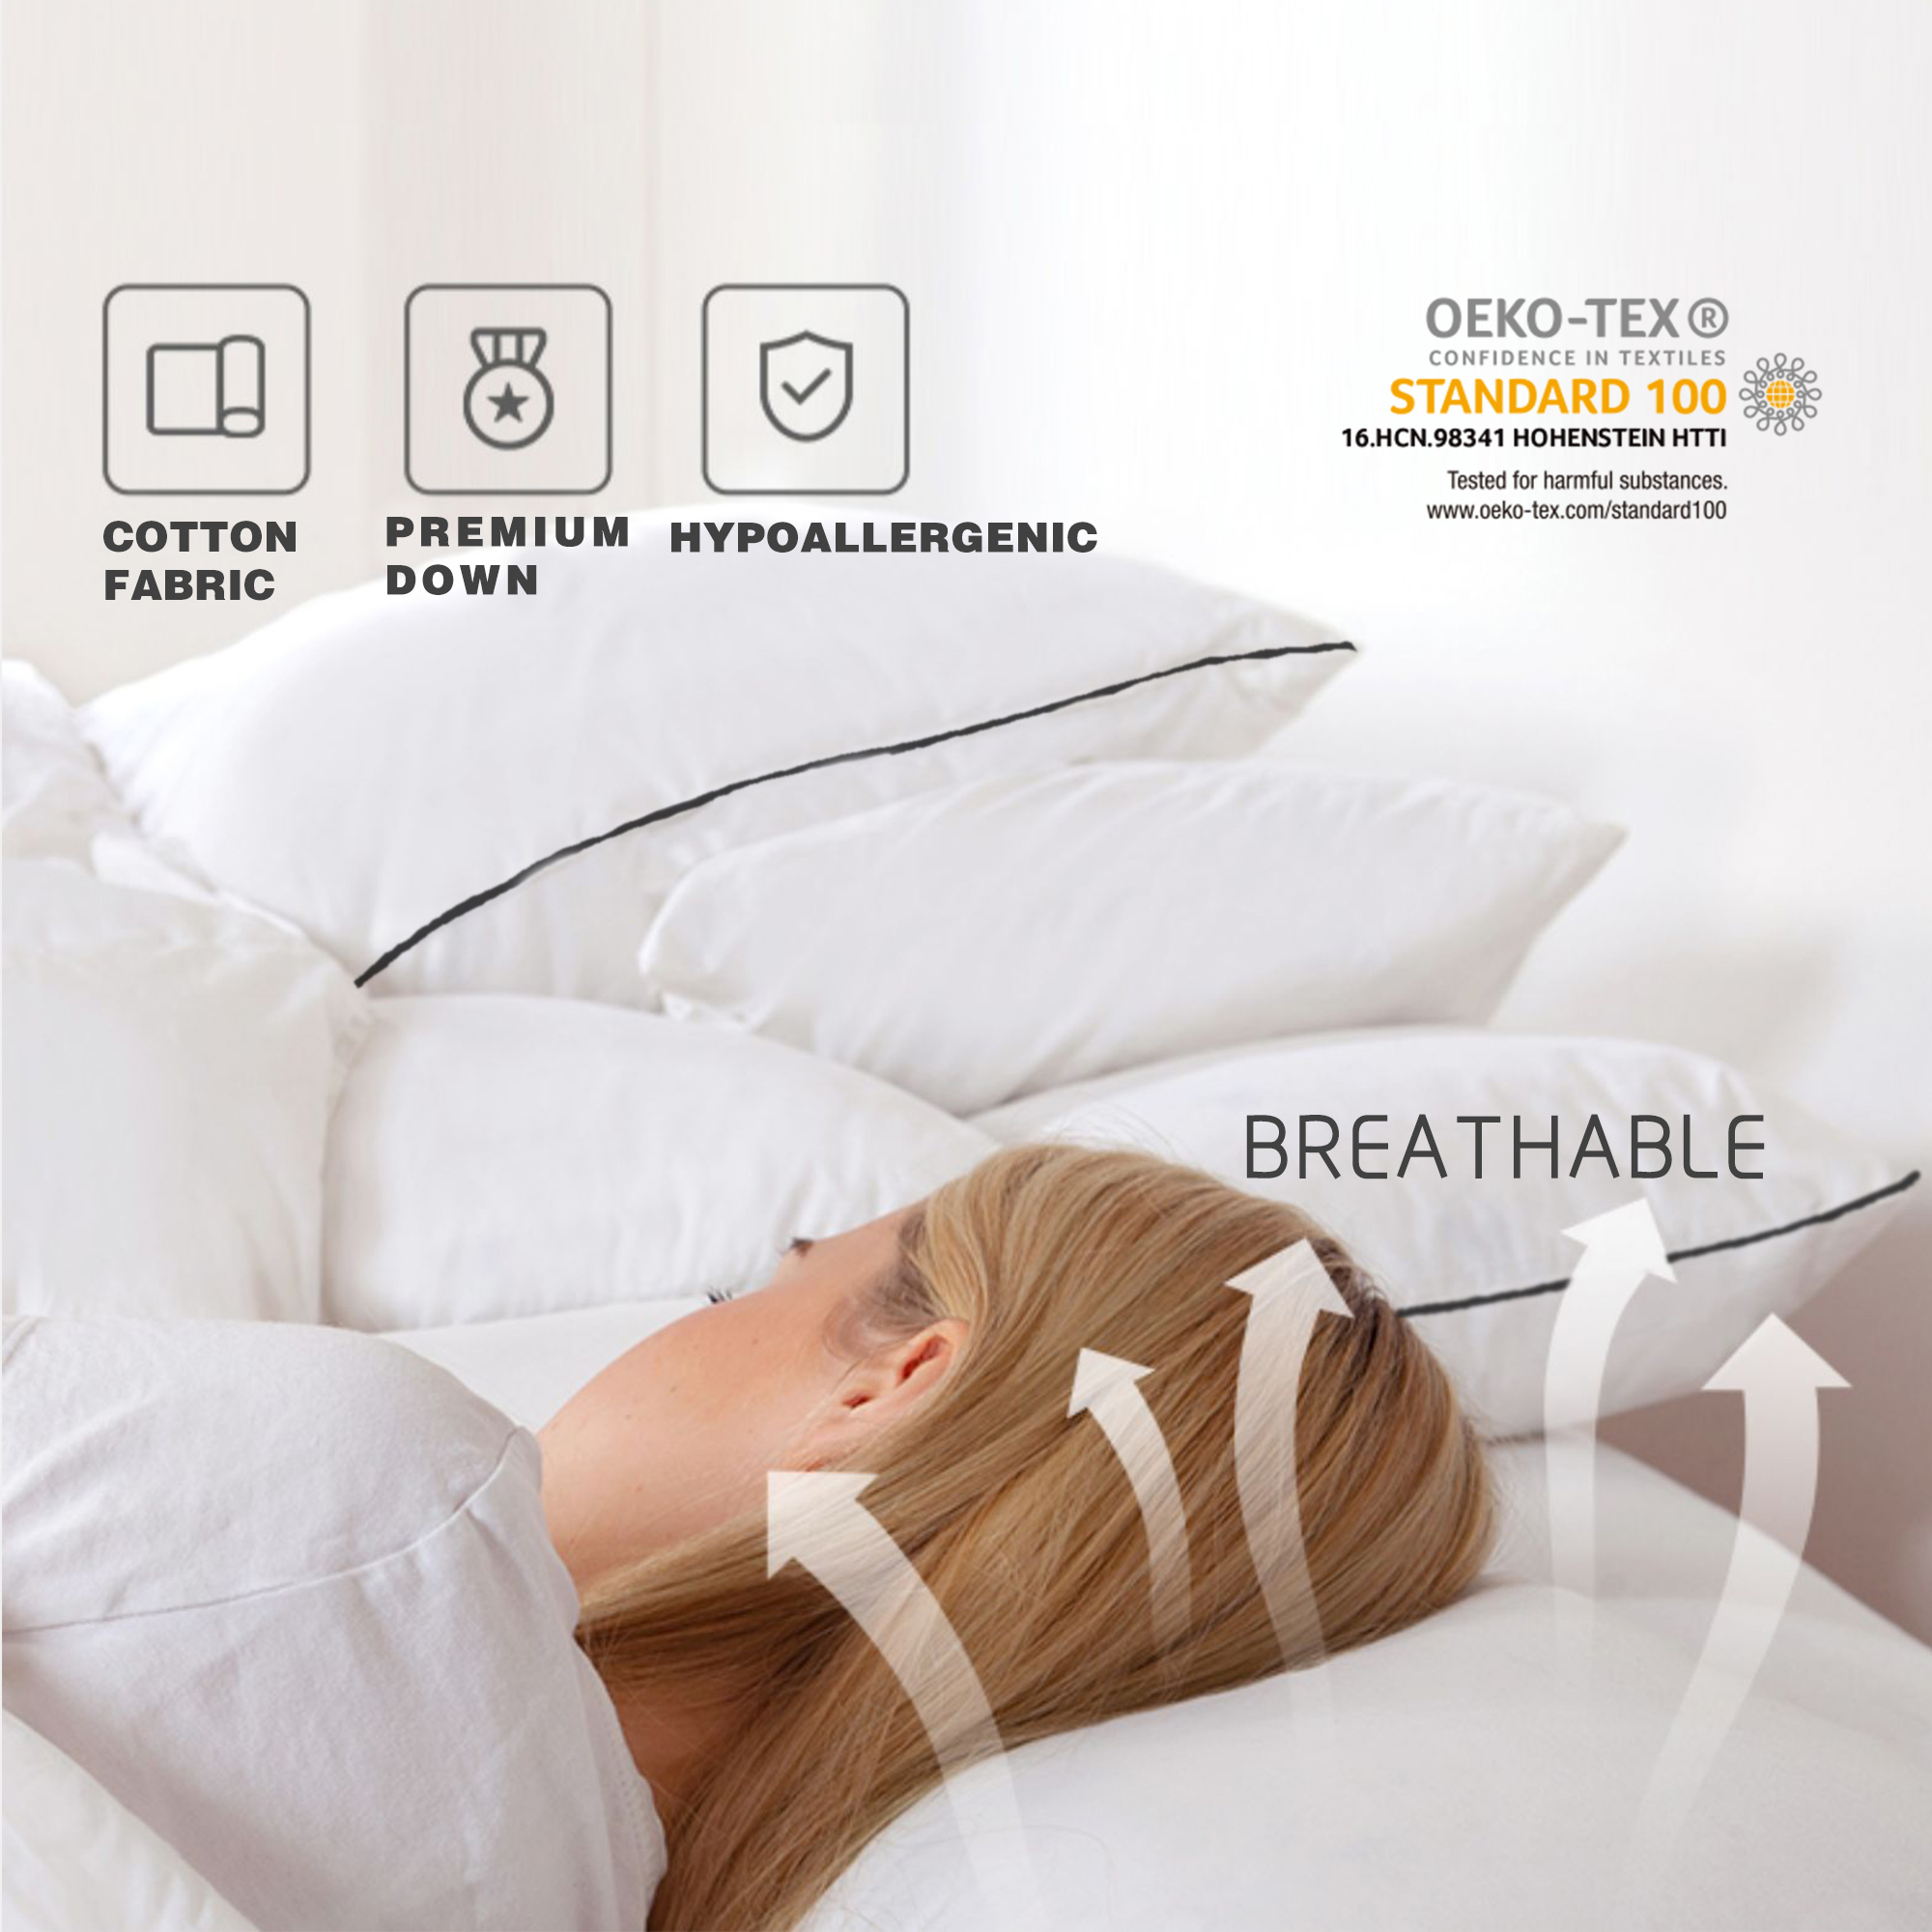 COTTON
FABRIC
PREMIUM
DOWN
HYPOALLERGENIC
OEKO-TEX®
CONFIDENCE IN TEXTILES
STANDARD 100
16.HCN.98341 HOHENSTEIN HTTI
Tested for harmful substances.
www.oeko-tex.com/standard100
BREATHABLE